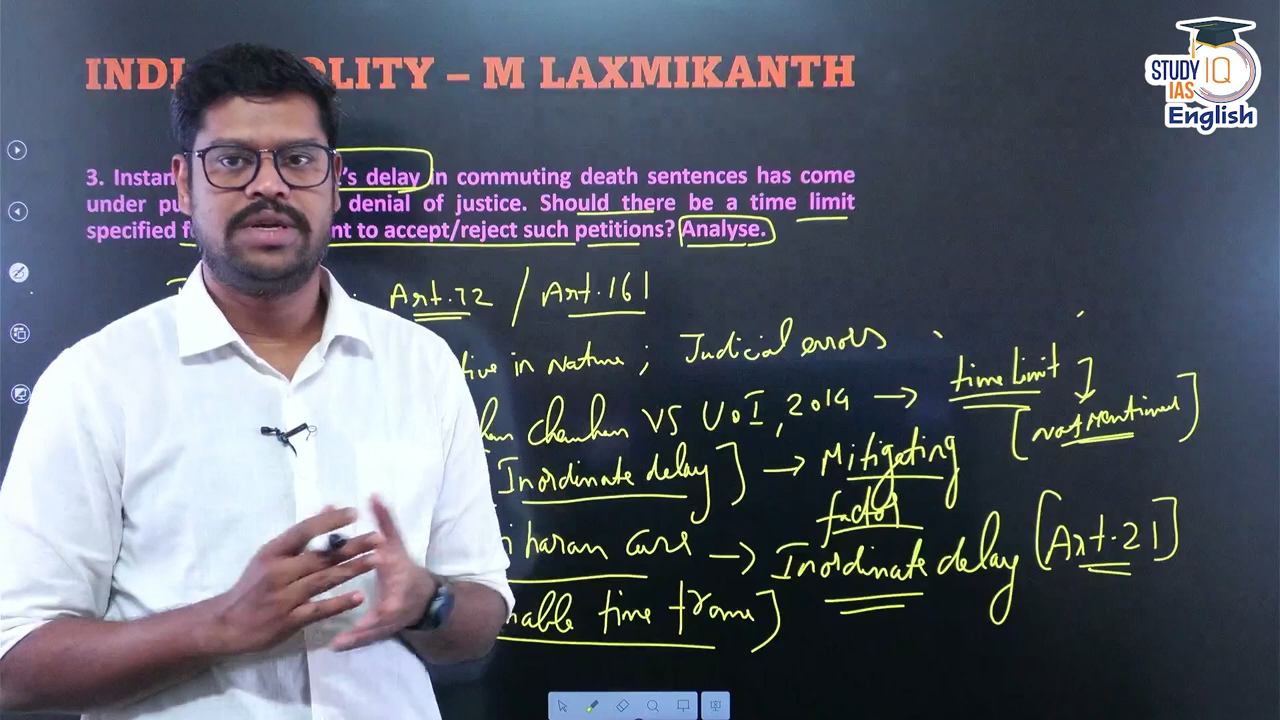 STUDY IQ
IAS
English
INDI OLITY – M LAXMIKANTH
3. Instan 's delay in commuting death sentences has come
under pu denial of justice. Should there be a time limit
specified f nt to accept/reject such petitions? Analyse.
Art.72 / Art.161
tive in Nature ; Judicial errors
han Chauhan VS UoI, 2014 → time limit ]
[Not Mentioned]
Inordinate delay ] → Mitigating
factor
iharan Case → Inordinate delay [Art.21]
nable time frame ]